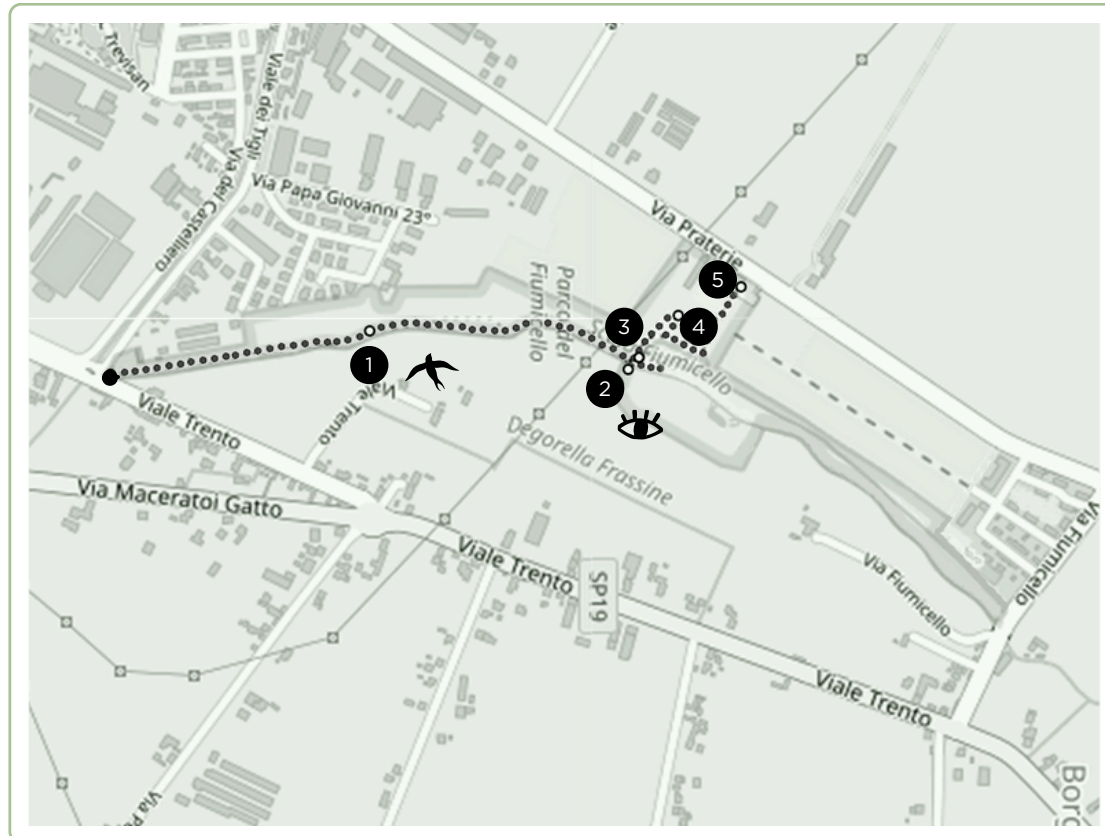 Trevisan
Viale dei Tigli
Via del Castelliero
Via Papa Giovanni 23°
Via Praterie
Parco del
Fiumicello
5
3
4
Fiumicello
1
2
Viale Trento
Viale Trento
Degorella Frassine
Via Maceratoi Gatto
Viale Trento
SP19
Via Fiumicello
Via Fiumicello
Viale Trento